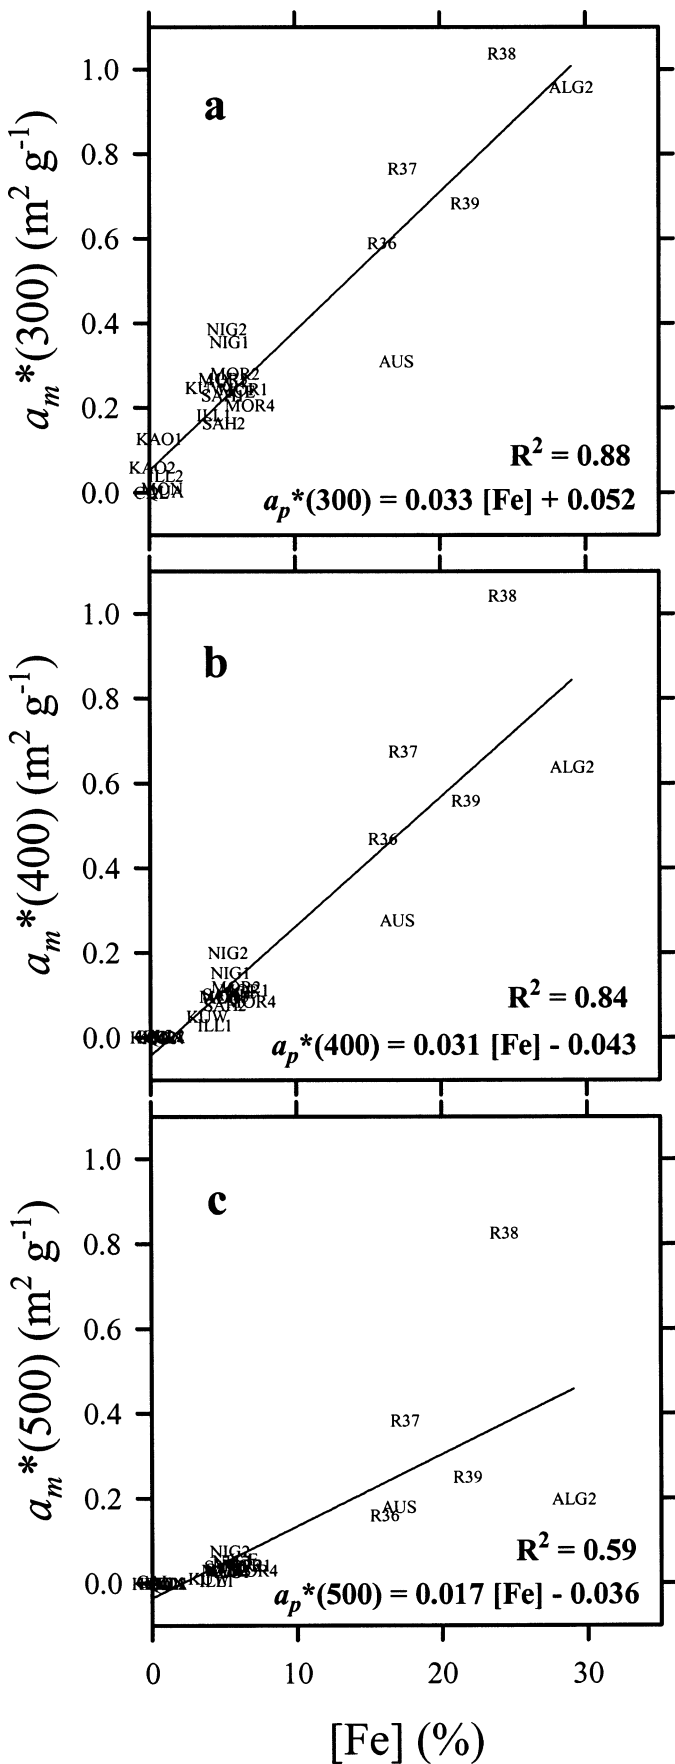 1.0
0.8
0.6
0.4
0.2
0.0
a_m*(300) (m² g⁻¹)
a
R38
ALG2
R37
R39
R36
NIG2
NIG1
AUS
MOR2
MOR1
MOR4
SAH2
ILL1
KAO1
KAO2
ILL2
R² = 0.88
a_p*(300) = 0.033 [Fe] + 0.052
1.0
0.8
0.6
0.4
0.2
0.0
a_m*(400) (m² g⁻¹)
b
R38
R37
ALG2
R39
R36
AUS
NIG2
NIG1
MOR2
MOR4
SAH2
KUW
ILL1
R² = 0.84
a_p*(400) = 0.031 [Fe] - 0.043
1.0
0.8
0.6
0.4
0.2
0.0
a_m*(500) (m² g⁻¹)
c
R38
R37
R39
ALG2
AUS
R36
NIG2
R² = 0.59
a_p*(500) = 0.017 [Fe] - 0.036
0 10 20 30
[Fe] (%)